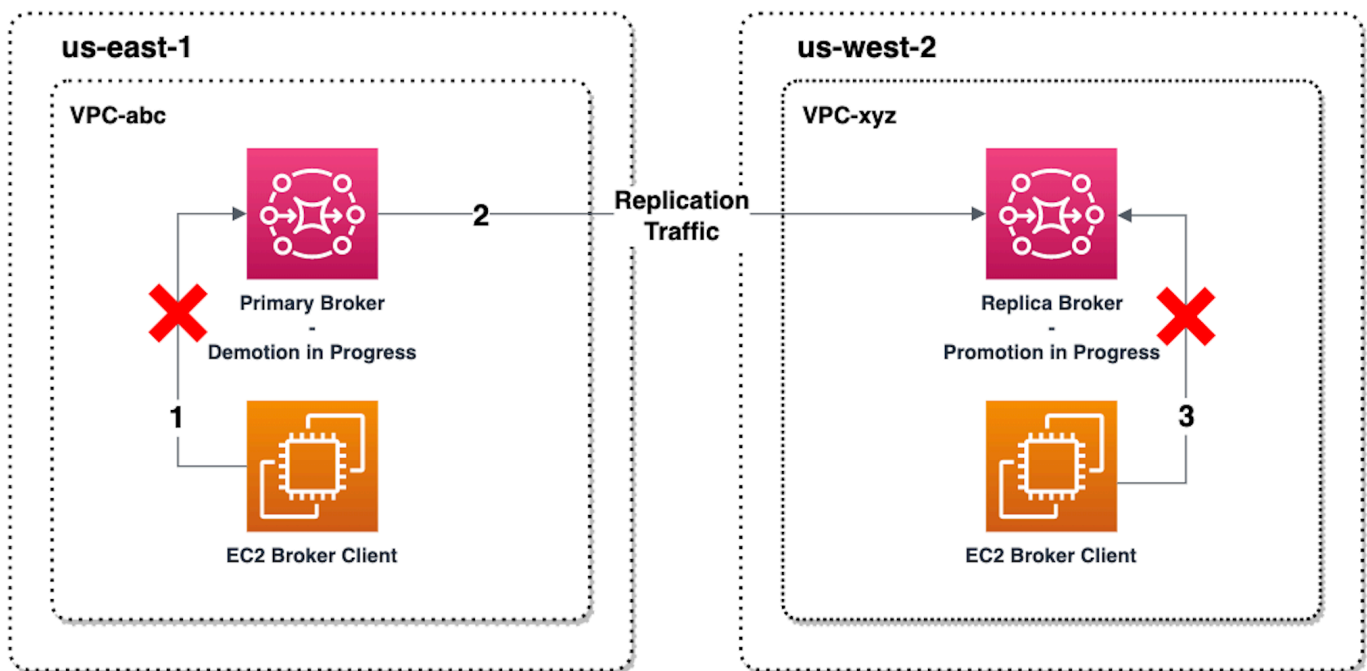 us-east-1
VPC-abc
Primary Broker
-
Demotion in Progress
1
EC2 Broker Client
2
Replication
Traffic
us-west-2
VPC-xyz
Replica Broker
-
Promotion in Progress
3
EC2 Broker Client